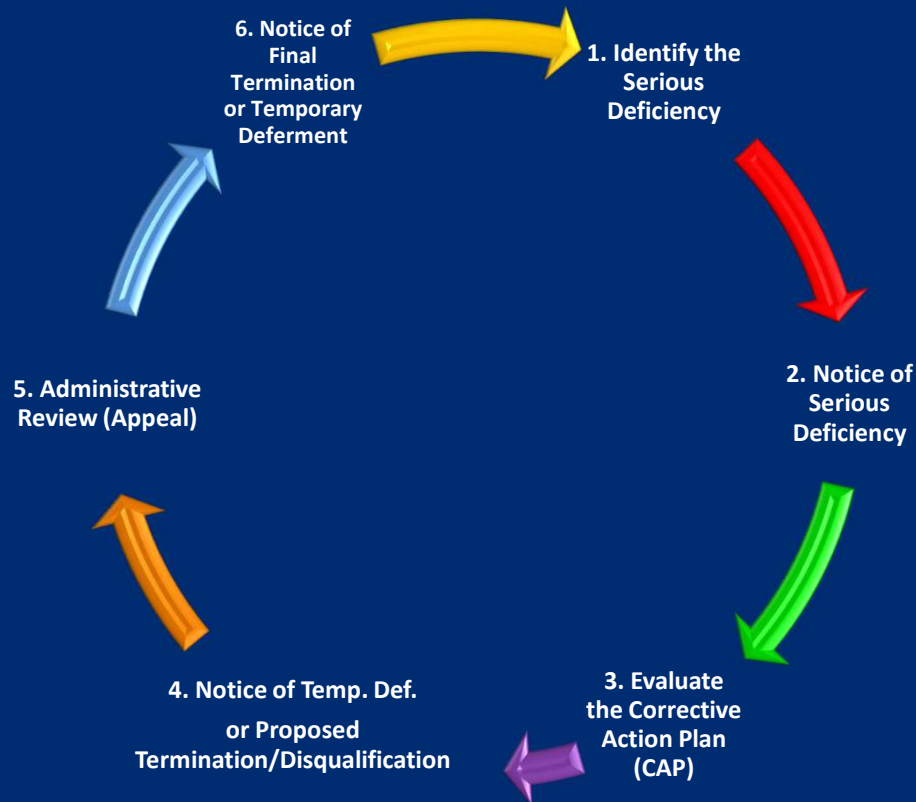 1. Identify the
Serious
Deficiency
2. Notice of
Serious
Deficiency
3. Evaluate
the Corrective
Action Plan
(CAP)
4. Notice of Temp. Def.
or Proposed
Termination/Disqualification
5. Administrative
Review (Appeal)
6. Notice of
Final
Termination
or Temporary
Deferment